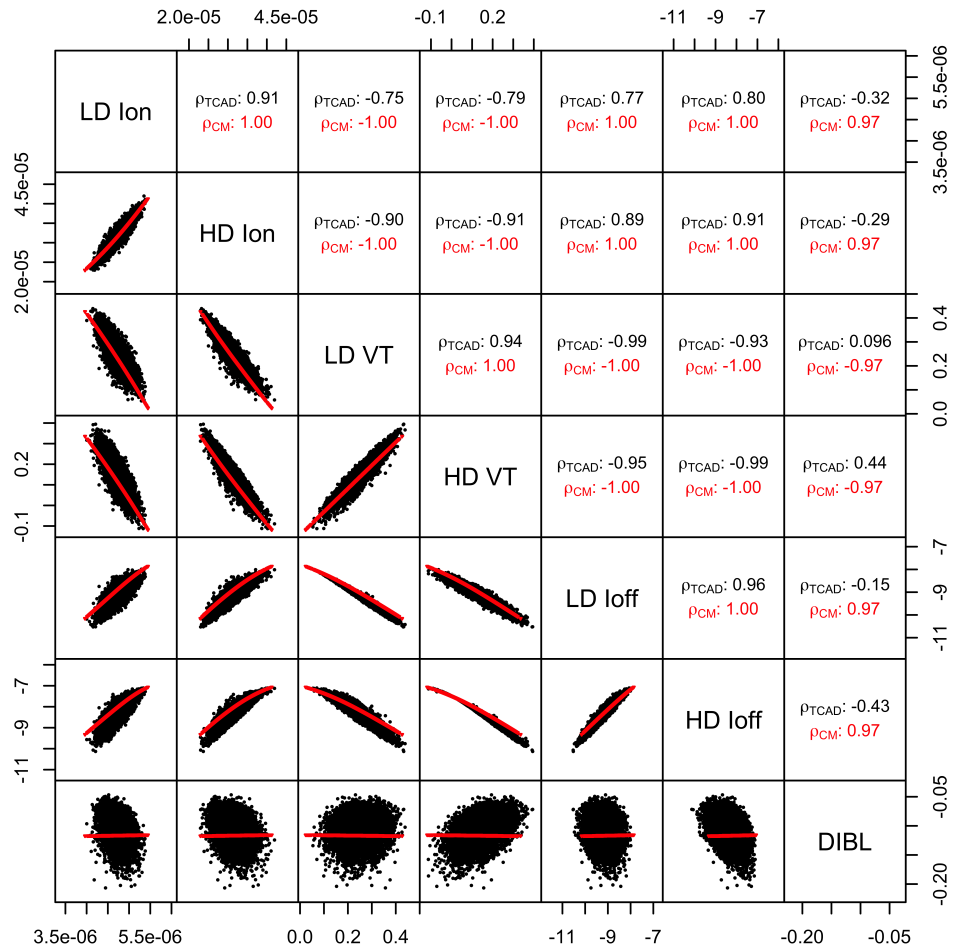 2.0e-05 4.5e-05 -0.1 0.2 -11 -9 -7
LD Ion
ρTCAD: 0.91 ρTCAD: -0.75 ρTCAD: -0.79 ρTCAD: 0.77 ρTCAD: 0.80 ρTCAD: -0.32
ρCM: 1.00 ρCM: -1.00 ρCM: -1.00 ρCM: 1.00 ρCM: 1.00 ρCM: 0.97
3.5e-06 5.5e-06
2.0e-05 4.5e-05
HD Ion
ρTCAD: -0.90 ρTCAD: -0.91 ρTCAD: 0.89 ρTCAD: 0.91 ρTCAD: -0.29
ρCM: -1.00 ρCM: -1.00 ρCM: 1.00 ρCM: 1.00 ρCM: 0.97
LD VT
ρTCAD: 0.94 ρTCAD: -0.99 ρTCAD: -0.93 ρTCAD: 0.096
ρCM: 1.00 ρCM: -1.00 ρCM: -1.00 ρCM: -0.97
0.0 0.2 0.4
-0.1 0.2
HD VT
ρTCAD: -0.95 ρTCAD: -0.99 ρTCAD: 0.44
ρCM: -1.00 ρCM: -1.00 ρCM: -0.97
LD Ioff
ρTCAD: 0.96 ρTCAD: -0.15
ρCM: 1.00 ρCM: 0.97
-11 -9 -7
-11 -9 -7
HD Ioff
ρTCAD: -0.43
ρCM: 0.97
DIBL
-0.20 -0.05
3.5e-06 5.5e-06 0.0 0.2 0.4 -11 -9 -7 -0.20 -0.05